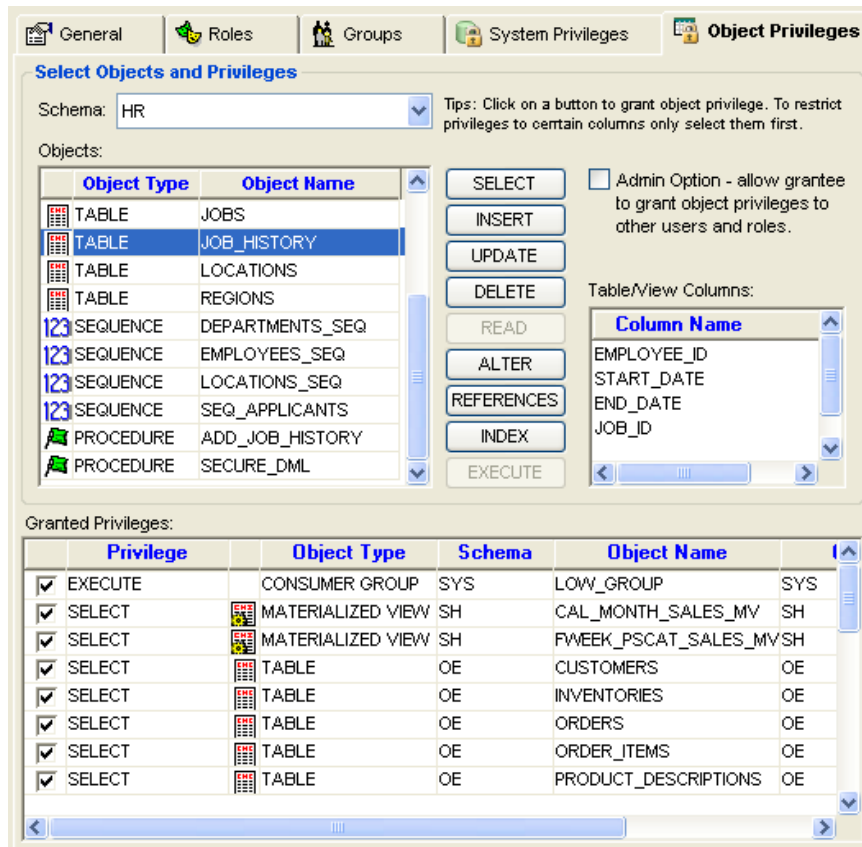 General Roles Groups System Privileges Object Privileges
Select Objects and Privileges
Schema: HR
Tips: Click on a button to grant object privilege. To restrict
privileges to cerntain columns only select them first.
Objects:
Object Type Object Name
TABLE JOBS
TABLE JOB_HISTORY
TABLE LOCATIONS
TABLE REGIONS
123 SEQUENCE DEPARTMENTS_SEQ
123 SEQUENCE EMPLOYEES_SEQ
123 SEQUENCE LOCATIONS_SEQ
123 SEQUENCE SEQ_APPLICANTS
PROCEDURE ADD_JOB_HISTORY
PROCEDURE SECURE_DML
SELECT
INSERT
UPDATE
DELETE
READ
ALTER
REFERENCES
INDEX
EXECUTE
Admin Option - allow grantee
to grant object privileges to
other users and roles.
Table/View Columns:
Column Name
EMPLOYEE_ID
START_DATE
END_DATE
JOB_ID
Granted Privileges:
Privilege Object Type Schema Object Name
EXECUTE CONSUMER GROUP SYS LOW_GROUP SYS
SELECT MATERIALIZED VIEW SH CAL_MONTH_SALES_MV SH
SELECT MATERIALIZED VIEW SH FWEEK_PSCAT_SALES_MV SH
SELECT TABLE OE CUSTOMERS OE
SELECT TABLE OE INVENTORIES OE
SELECT TABLE OE ORDERS OE
SELECT TABLE OE ORDER_ITEMS OE
SELECT TABLE OE PRODUCT_DESCRIPTIONS OE